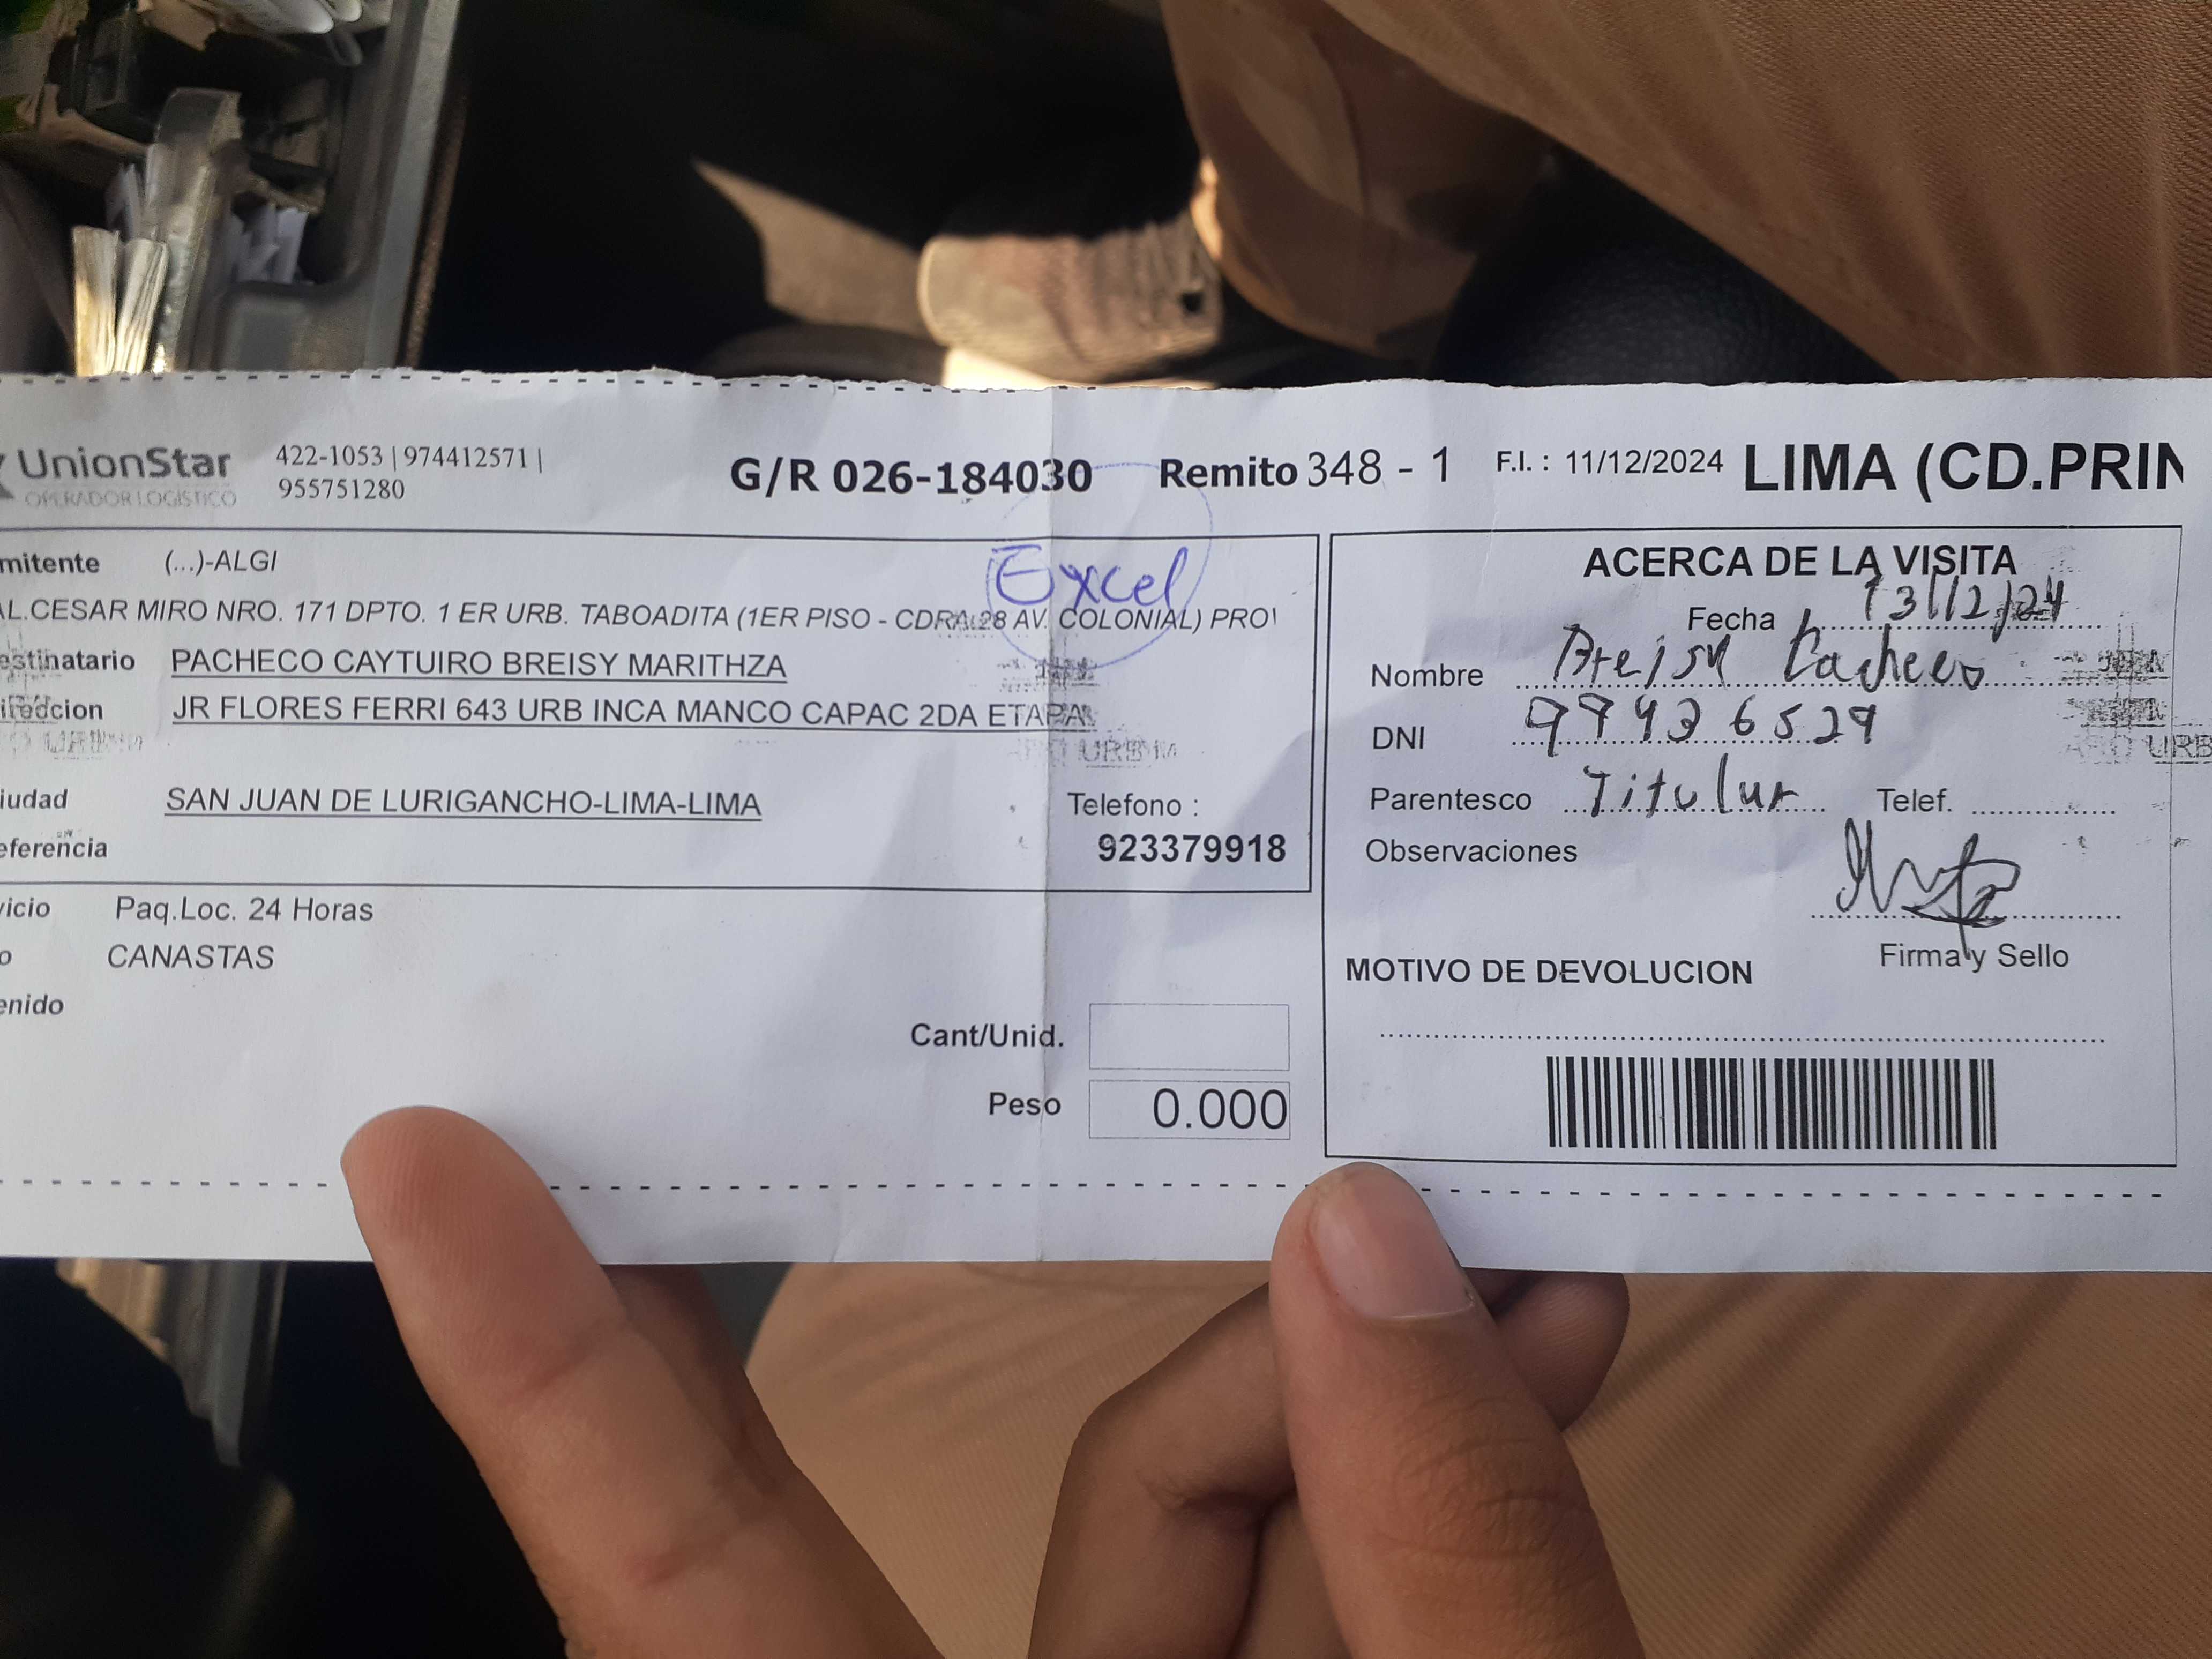 UnionStar
OPERADOR LOGISTICO
422-1053 | 974412571 |
955751280
G/R 026-184030
Remito 348 - 1
F.I. : 11/12/2024
LIMA (CD.PRIN
mitente (...)-ALGI
Excel
AL.CESAR MIRO NRO. 171 DPTO. 1 ER URB. TABOADITA (1ER PISO - CDRA.28 AV. COLONIAL) PROV
estinatario PACHECO CAYTUIRO BREISY MARITHZA
ireccion JR FLORES FERRI 643 URB INCA MANCO CAPAC 2DA ETAPA
iudad SAN JUAN DE LURIGANCHO-LIMA-LIMA
Telefono :
eferencia
923379918
vicio Paq.Loc. 24 Horas
o CANASTAS
enido
Cant/Unid.
Peso 0.000
ACERCA DE LA VISITA
Fecha 13/12/24
Nombre Breisy Pacheco
DNI
Parentesco Titular Telef.
Observaciones
Firma y Sello
MOTIVO DE DEVOLUCION